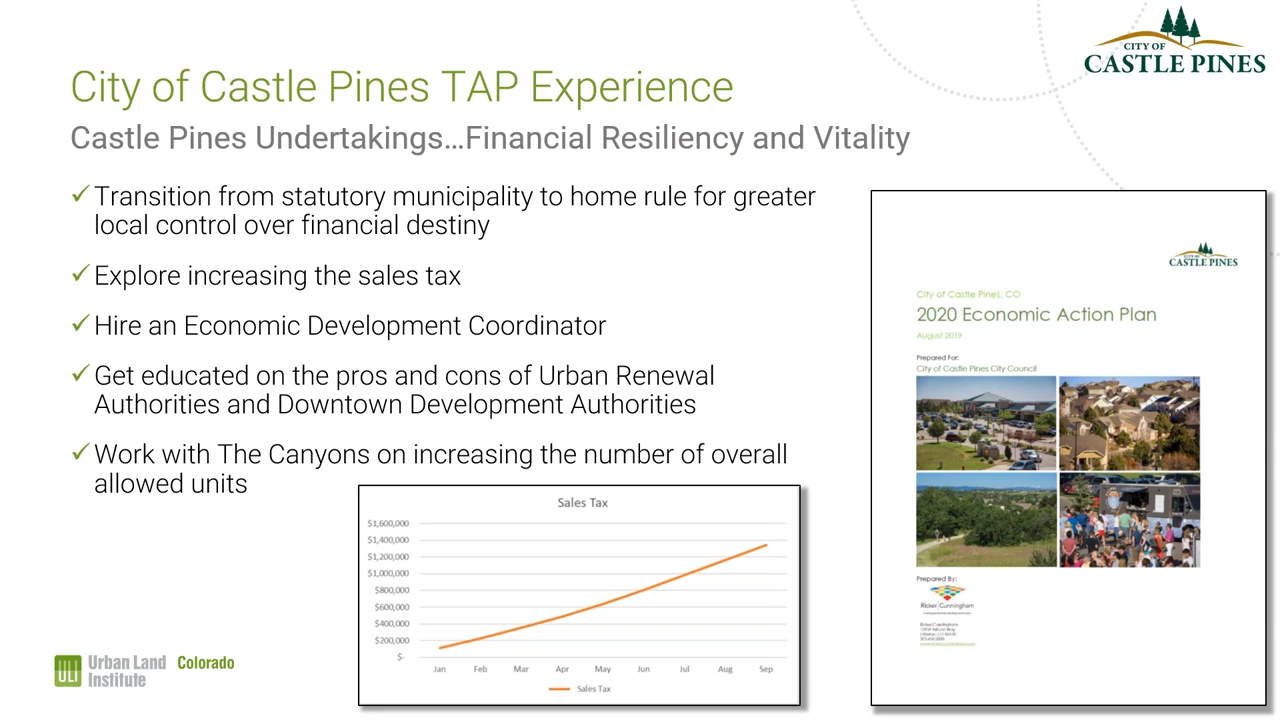 CITY OF
CASTLE PINES
City of Castle Pines TAP Experience
Castle Pines Undertakings...Financial Resiliency and Vitality
Transition from statutory municipality to home rule for greater
local control over financial destiny
Explore increasing the sales tax
Hire an Economic Development Coordinator
Get educated on the pros and cons of Urban Renewal
Authorities and Downtown Development Authorities
Work with The Canyons on increasing the number of overall
allowed units
Sales Tax
$1,600,000
$1,400,000
$1,200,000
$1,000,000
$800,000
$600,000
$400,000
$200,000
$-
Jan Feb Mar Apr May Jun Jul Aug Sep
Sales Tax
CITY OF
CASTLE PINES
City of Castle Pines, CO
2020 Economic Action Plan
August 2019
Prepared For:
City of Castle Pines City Council
Prepared By:
Ricker|Cunningham
ULI Urban Land Institute Colorado